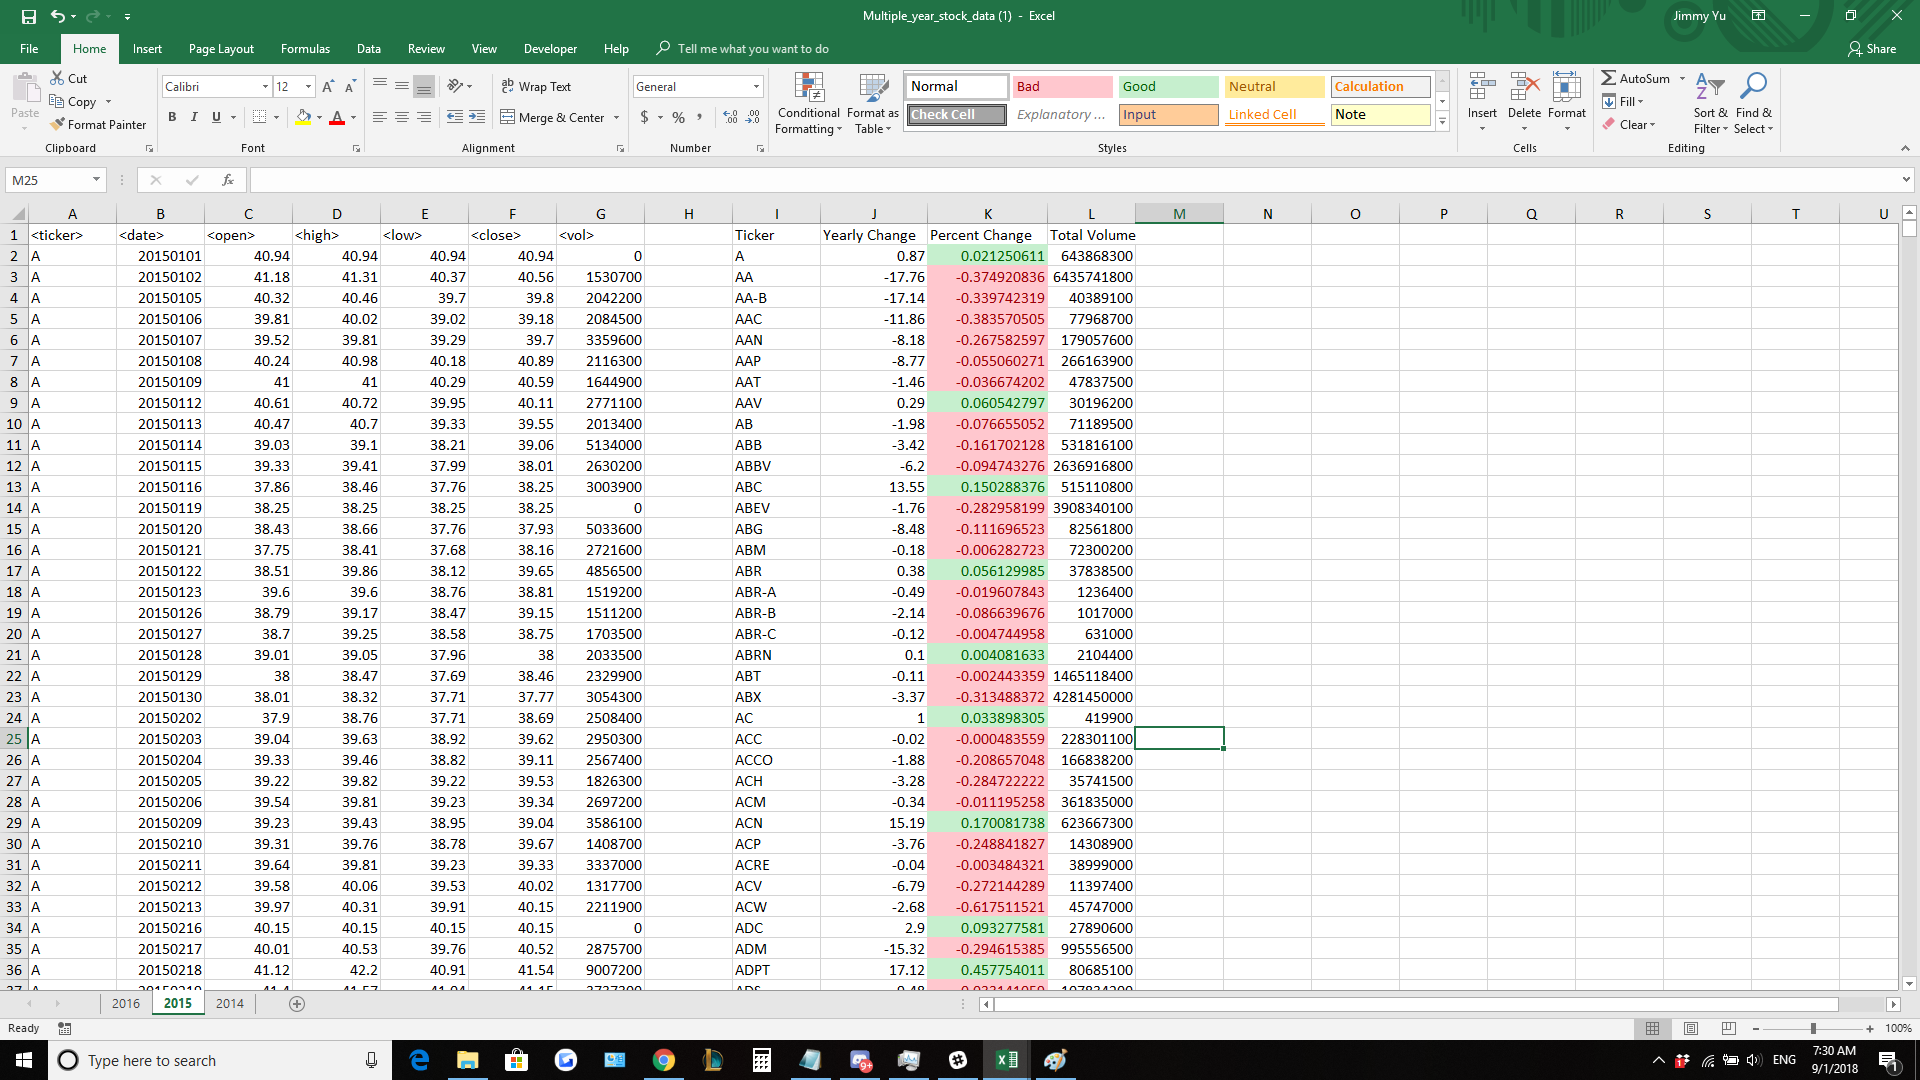 Multiple_year_stock_data (1) - Excel
Jimmy Yu
File Home Insert Page Layout Formulas Data Review View Developer Help Tell me what you want to do Share
Paste Cut Copy Format Painter Clipboard
Calibri 12 A A B I U A Font
Wrap Text Merge & Center Alignment
General $ % , Number
Conditional Formatting Format as Table
Normal Bad Good Neutral Calculation
Check Cell Explanatory ... Input Linked Cell Note
Styles
Insert Delete Format Cells
AutoSum Fill Clear Sort & Filter Find & Select Editing
M25 fx
A B C D E F G H I J K L M N O P Q R S T U
1 <ticker> <date> <open> <high> <low> <close> <vol> Ticker Yearly Change Percent Change Total Volume
2 A 20150101 40.94 40.94 40.94 40.94 0 A 0.87 0.021250611 643868300
3 A 20150102 41.18 41.31 40.37 40.56 1530700 AA -17.76 -0.374920836 6435741800
4 A 20150105 40.32 40.46 39.7 39.8 2042200 AA-B -17.14 -0.339742319 40389100
5 A 20150106 39.81 40.02 39.02 39.18 2084500 AAC -11.86 -0.383570505 77968700
6 A 20150107 39.52 39.81 39.29 39.7 3359600 AAN -8.18 -0.267582597 179057600
7 A 20150108 40.24 40.98 40.18 40.89 2116300 AAP -8.77 -0.055060271 266163900
8 A 20150109 41 41 40.29 40.59 1644900 AAT -1.46 -0.036674202 47837500
9 A 20150112 40.61 40.72 39.95 40.11 2771100 AAV 0.29 0.060542797 30196200
10 A 20150113 40.47 40.7 39.33 39.55 2013400 AB -1.98 -0.076655052 71189500
11 A 20150114 39.03 39.1 38.21 39.06 5134000 ABB -3.42 -0.161702128 531816100
12 A 20150115 39.33 39.41 37.99 38.01 2630200 ABBV -6.2 -0.094743276 2636916800
13 A 20150116 37.86 38.46 37.76 38.25 3003900 ABC 13.55 0.150288376 515110800
14 A 20150119 38.25 38.25 38.25 38.25 0 ABEV -1.76 -0.282958199 3908340100
15 A 20150120 38.43 38.66 37.76 37.93 5033600 ABG -8.48 -0.111696523 82561800
16 A 20150121 37.75 38.41 37.68 38.16 2721600 ABM -0.18 -0.006282723 72300200
17 A 20150122 38.51 39.86 38.12 39.65 4856500 ABR 0.38 0.056129985 37838500
18 A 20150123 39.6 39.6 38.76 38.81 1519200 ABR-A -0.49 -0.019607843 1236400
19 A 20150126 38.79 39.17 38.47 39.15 1511200 ABR-B -2.14 -0.086639676 1017000
20 A 20150127 38.7 39.25 38.58 38.75 1703500 ABR-C -0.12 -0.004744958 631000
21 A 20150128 39.01 39.05 37.96 38 2033500 ABRN 0.1 0.004081633 2104400
22 A 20150129 38 38.47 37.69 38.46 2329900 ABT -0.11 -0.002443359 1465118400
23 A 20150130 38.01 38.32 37.71 37.77 3054300 ABX -3.37 -0.313488372 4281450000
24 A 20150202 37.9 38.76 37.71 38.69 2508400 AC 1 0.033898305 419900
25 A 20150203 39.04 39.63 38.92 39.62 2950300 ACC -0.02 -0.000483559 228301100
26 A 20150204 39.33 39.46 38.82 39.11 2567400 ACCO -1.88 -0.208657048 166838200
27 A 20150205 39.22 39.82 39.22 39.53 1826300 ACH -3.28 -0.284722222 35741500
28 A 20150206 39.54 39.81 39.23 39.34 2697200 ACM -0.34 -0.011195258 361835000
29 A 20150209 39.23 39.43 38.95 39.04 3586100 ACN 15.19 0.170081738 623667300
30 A 20150210 39.31 39.76 38.78 39.67 1408700 ACP -3.76 -0.248841827 14308900
31 A 20150211 39.64 39.81 39.23 39.33 3337000 ACRE -0.04 -0.003484321 38999000
32 A 20150212 39.58 40.06 39.53 40.02 1317700 ACV -6.79 -0.272144289 11397400
33 A 20150213 39.97 40.31 39.91 40.15 2211900 ACW -2.68 -0.617511521 45747000
34 A 20150216 40.15 40.15 40.15 40.15 0 ADC 2.9 0.093277581 27890600
35 A 20150217 40.01 40.53 39.76 40.52 2875700 ADM -15.32 -0.294615385 995556500
36 A 20150218 41.12 42.2 40.91 41.54 9007200 ADPT 17.12 0.457754011 80685100
2016 2015 2014
Ready 100%
Type here to search
9+
ENG
7:30 AM
9/1/2018
1